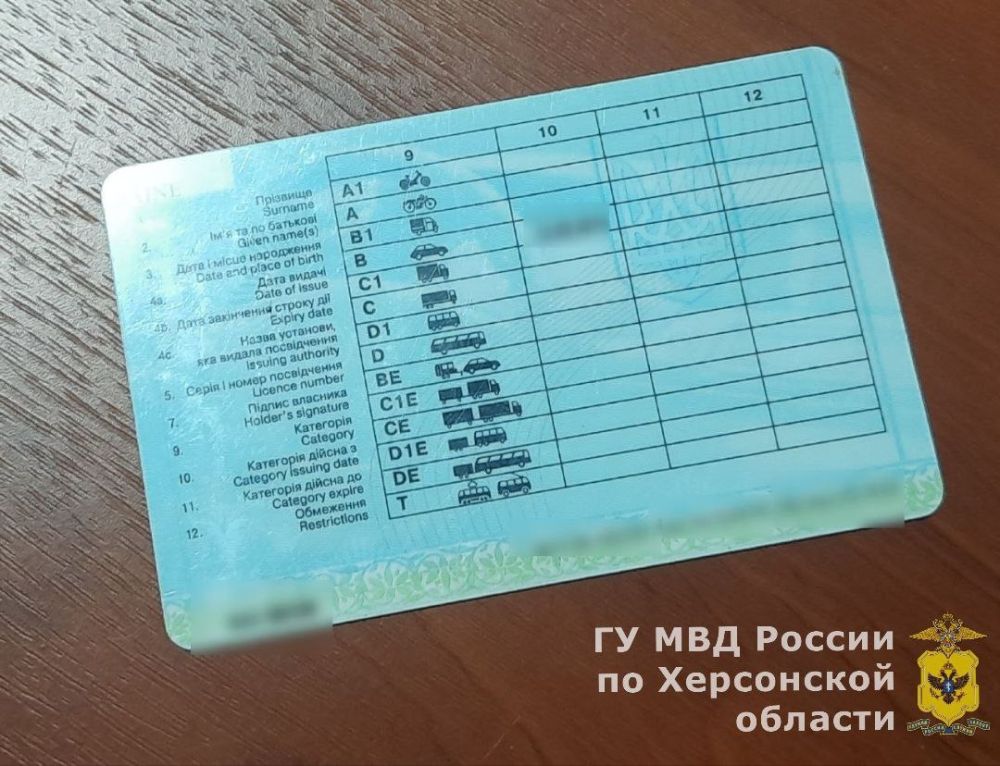 9 10 11 12
Прізвище
Surname
2. Ім'я та по батькові
Given name(s)
3. Дата і місце народження
Date and place of birth
4a. Дата видачі
Date of issue
4b. Дата закінчення строку дії
Expiry date
4c. Назва установи,
яка видала посвідчення
Issuing authority
5. Серія і номер посвідчення
Licence number
7. Підпис власника
Holder's signature
9. Категорія
Category
10. Категорія дійсна з
Category issuing date
11. Категорія дійсна до
Category expire
12. Обмеження
Restrictions
A1
A
B1
B
C1
C
D1
D
BE
C1E
CE
D1E
DE
T
ГУ МВД России
по Херсонской
области